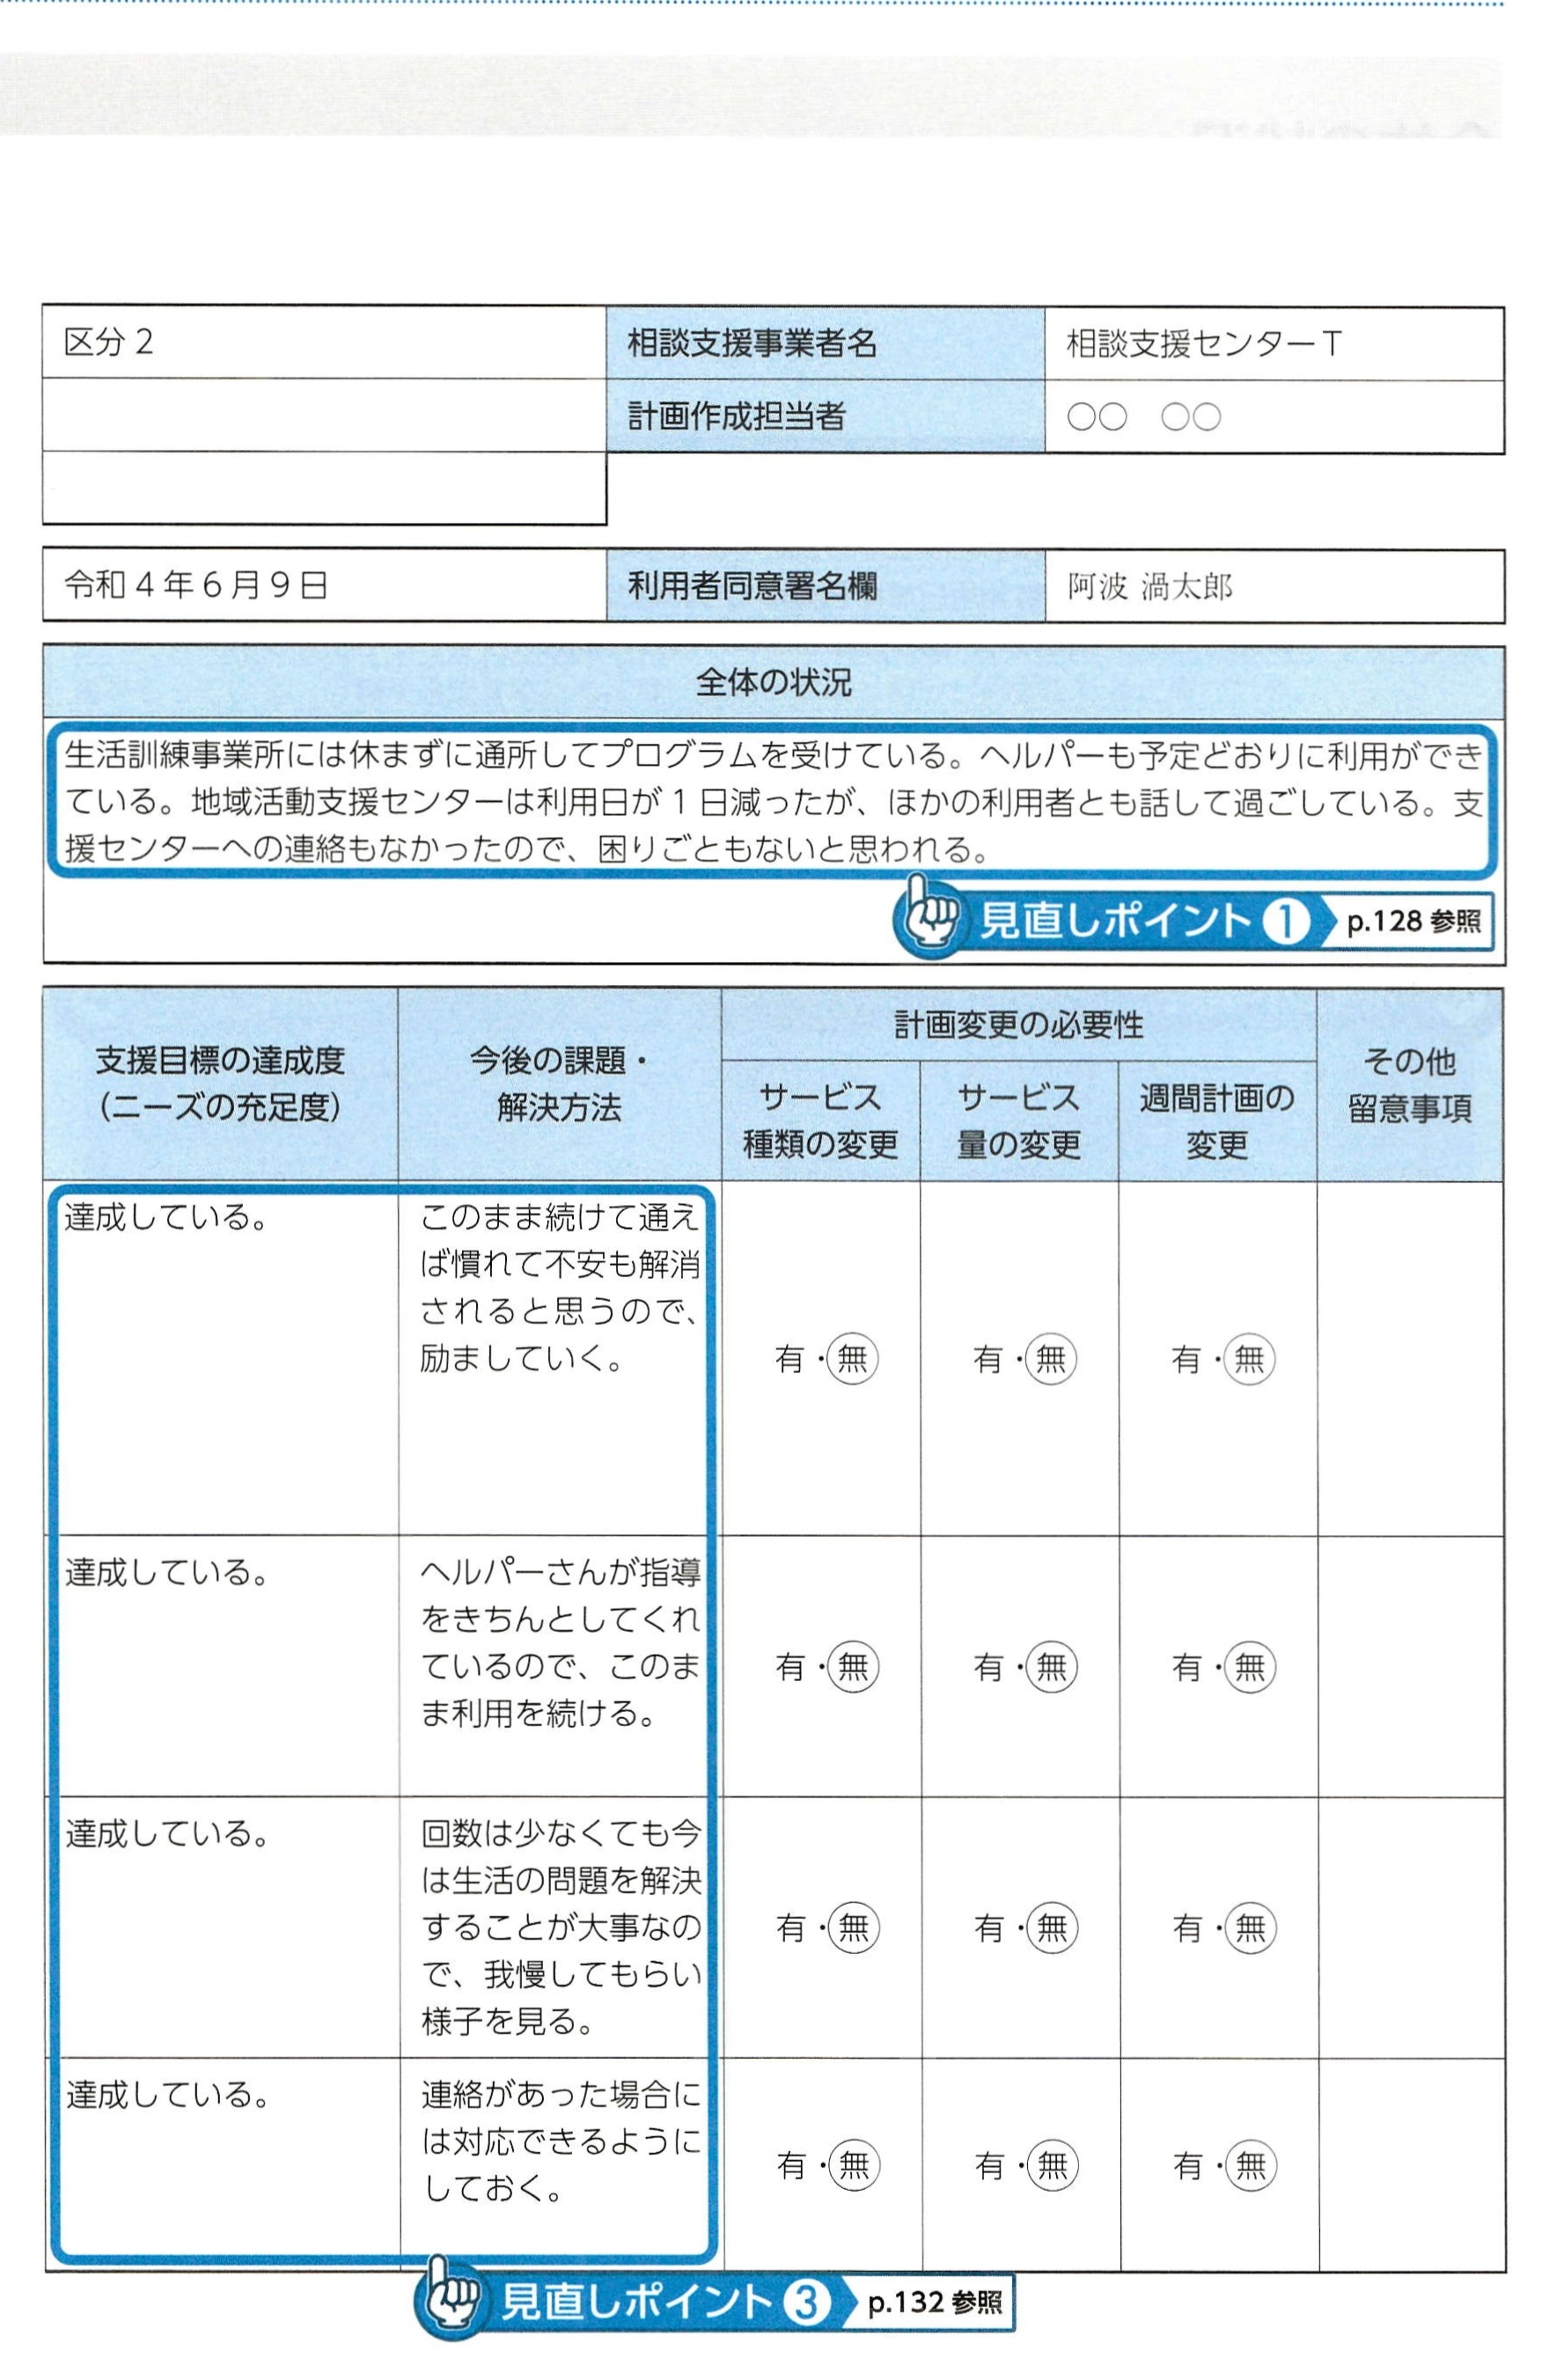 区分2
相談支援事業者名
相談支援センターT
計画作成担当者
○○ ○○
令和4年6月9日
利用者同意署名欄
阿波 渦太郎
全体の状況
生活訓練事業所には休まずに通所してプログラムを受けている。ヘルパーも予定どおりに利用ができ
ている。地域活動支援センターは利用日が1日減ったが、ほかの利用者とも話して過ごしている。支
援センターへの連絡もなかったので、困りごともないと思われる。
見直しポイント1 p.128 参照
支援目標の達成度
（ニーズの充足度）
今後の課題・
解決方法
計画変更の必要性
サービス
種類の変更
サービス
量の変更
週間計画の
変更
その他
留意事項
達成している。
このまま続けて通え
ば慣れて不安も解消
されると思うので、
励ましていく。
有・無
有・無
有・無
達成している。
ヘルパーさんが指導
をきちんとしてくれ
ているので、このま
ま利用を続ける。
有・無
有・無
有・無
達成している。
回数は少なくても今
は生活の問題を解決
することが大事なの
で、我慢してもらい
様子を見る。
有・無
有・無
有・無
達成している。
連絡があった場合に
は対応できるように
しておく。
有・無
有・無
有・無
見直しポイント3 p.132 参照